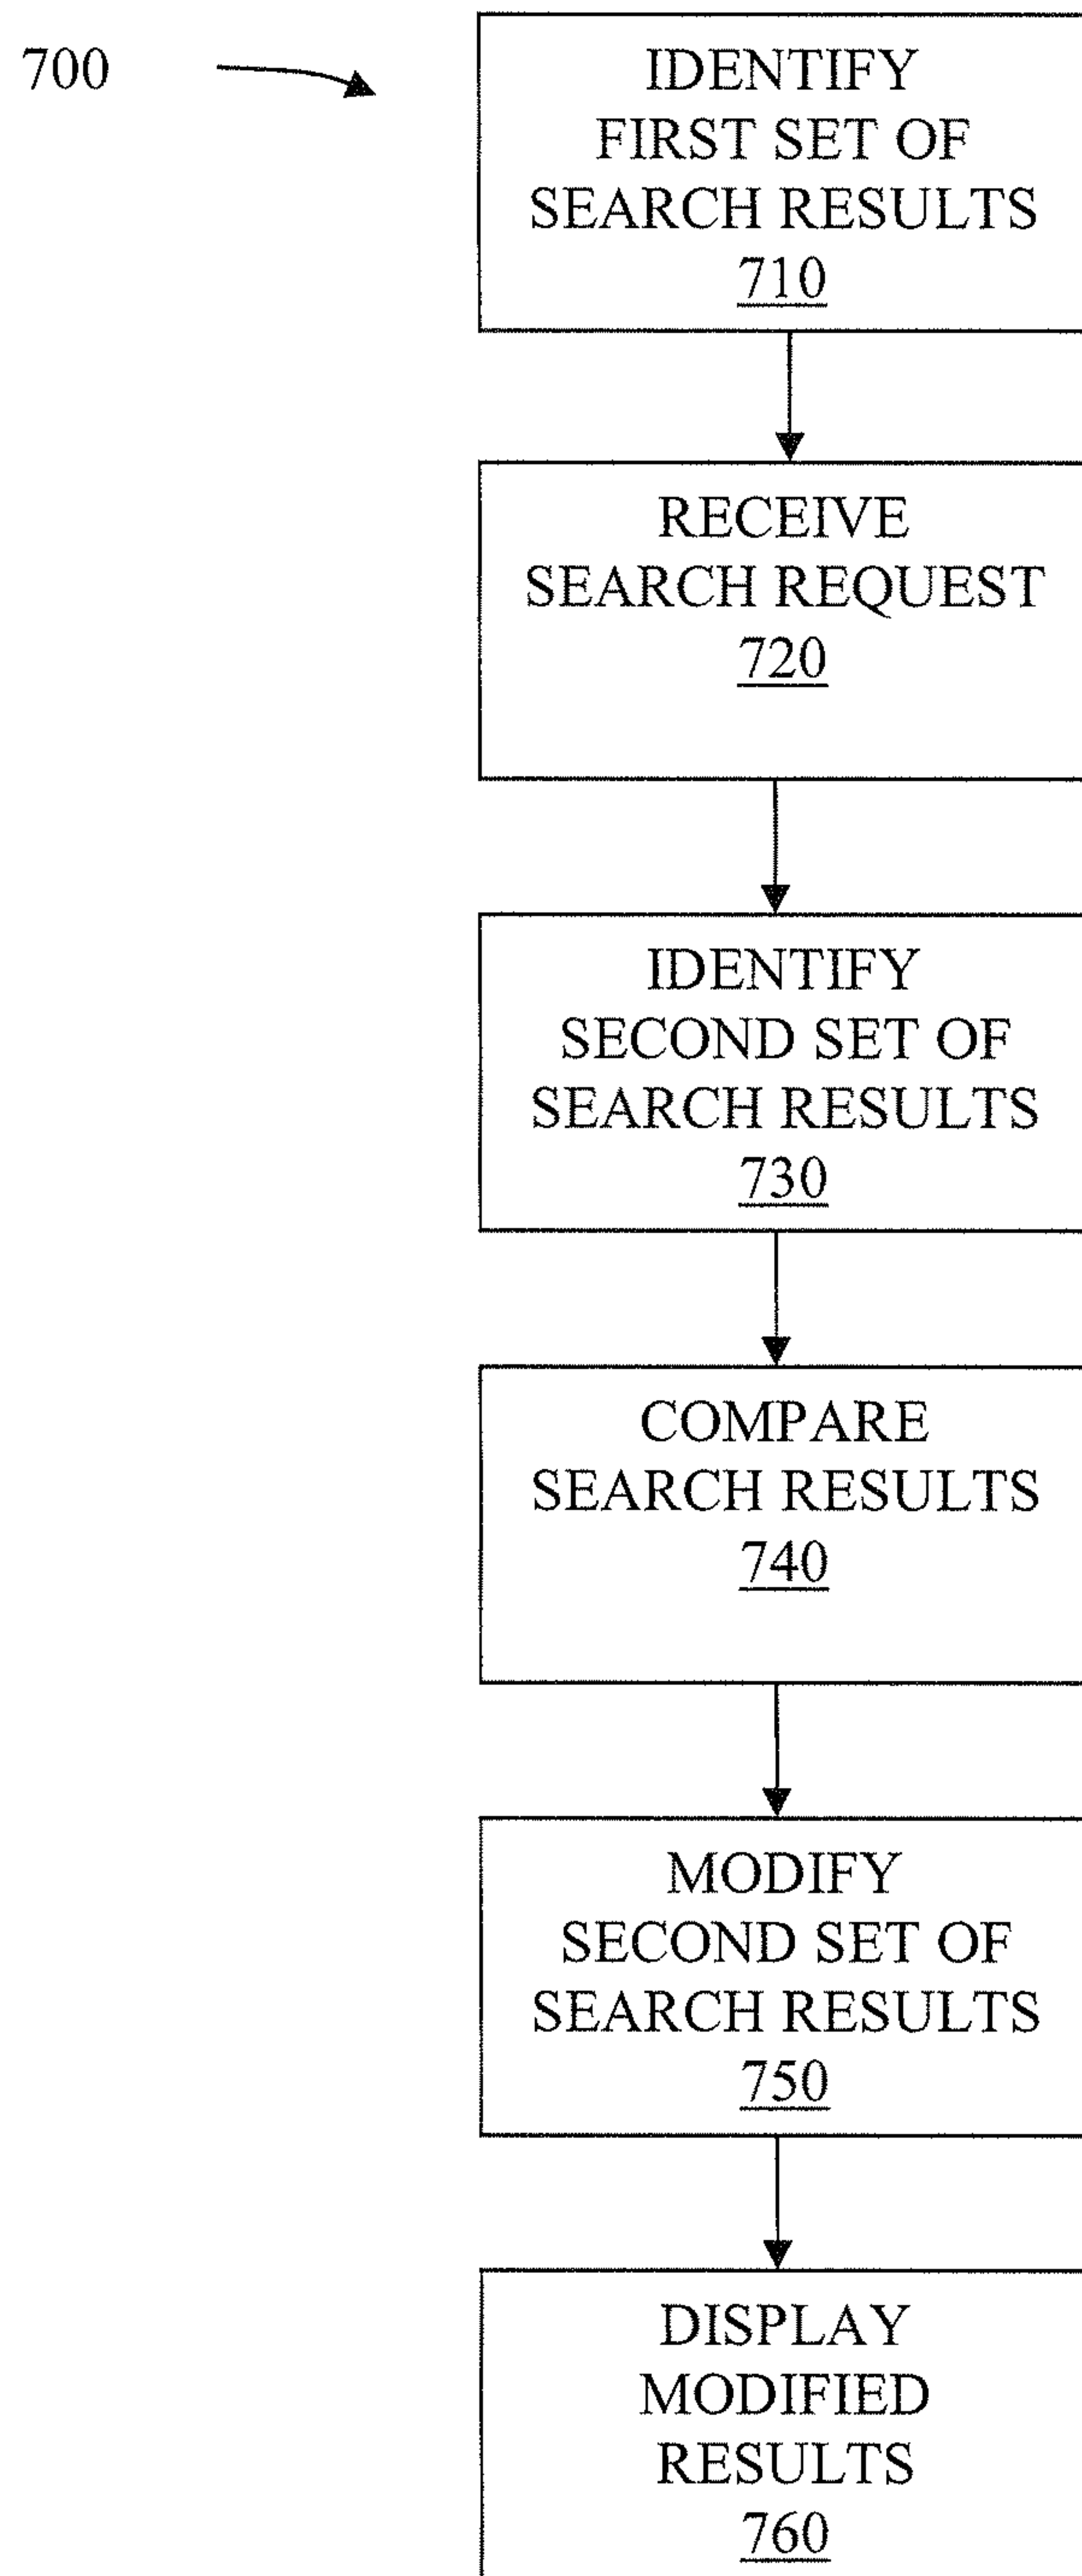 700
IDENTIFY
FIRST SET OF
SEARCH RESULTS
710
RECEIVE
SEARCH REQUEST
720
IDENTIFY
SECOND SET OF
SEARCH RESULTS
730
COMPARE
SEARCH RESULTS
740
MODIFY
SECOND SET OF
SEARCH RESULTS
750
DISPLAY
MODIFIED
RESULTS
760